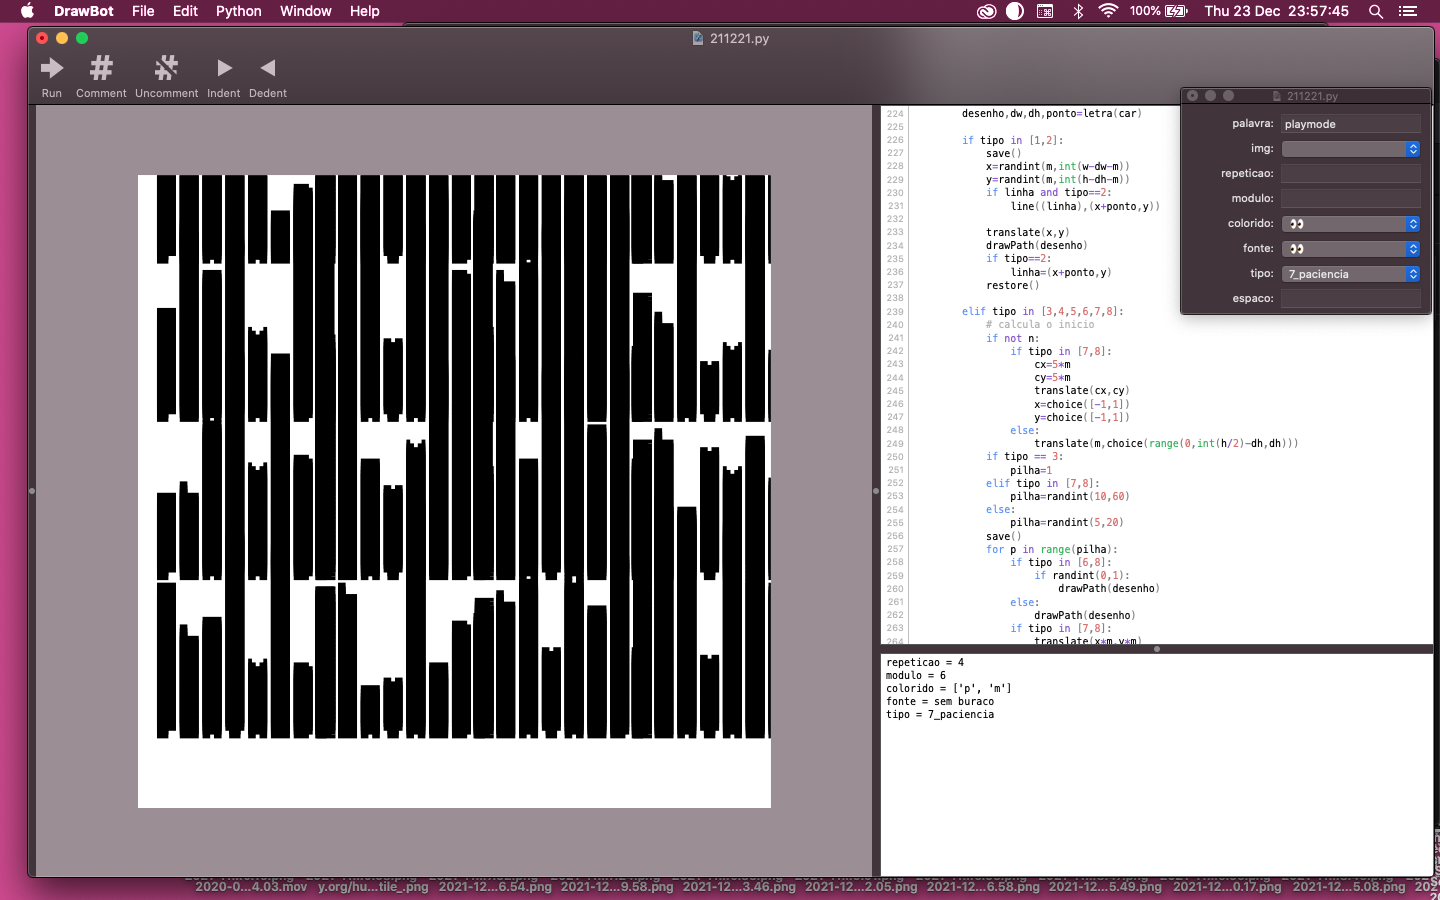 DrawBot File Edit Python Window Help 100% Thu 23 Dec 23:57:45
211221.py
Run Comment Uncomment Indent Dedent
211221.py
palavra: playmode
img:
repeticao:
modulo:
colorido: 👀
fonte: 👀
tipo: 7_paciencia
espaco:
224 desenho,dw,dh,ponto=letra(car)
225
226 if tipo in [1,2]:
227 save()
228 x=randint(m,int(w-dw-m))
229 y=randint(m,int(h-dh-m))
230 if linha and tipo==2:
231 line((linha),(x+ponto,y))
232
233 translate(x,y)
234 drawPath(desenho)
235 if tipo==2:
236 linha=(x+ponto,y)
237 restore()
238
239 elif tipo in [3,4,5,6,7,8]:
240 # calcula o inicio
241 if not n:
242 if tipo in [7,8]:
243 cx=5*m
244 cy=5*m
245 translate(cx,cy)
246 x=choice([-1,1])
247 y=choice([-1,1])
248 else:
249 translate(m,choice(range(0,int(h/2)-dh,dh)))
250 if tipo == 3:
251 pilha=1
252 elif tipo in [7,8]:
253 pilha=randint(10,60)
254 else:
255 pilha=randint(5,20)
256 save()
257 for p in range(pilha):
258 if tipo in [6,8]:
259 if randint(0,1):
260 drawPath(desenho)
261 else:
262 drawPath(desenho)
263 if tipo in [7,8]:
264 translate(x*m,y*m)
repeticao = 4
modulo = 6
colorido = ['p', 'm']
fonte = sem buraco
tipo = 7_paciencia
2020-0...4.03.mov y.org/hu...tile_.png 2021-12...6.54.png 2021-12...9.58.png 2021-12...3.46.png 2021-12...2.05.png 2021-12...6.58.png 2021-12...5.49.png 2021-12...0.17.png 2021-12...5.08.png